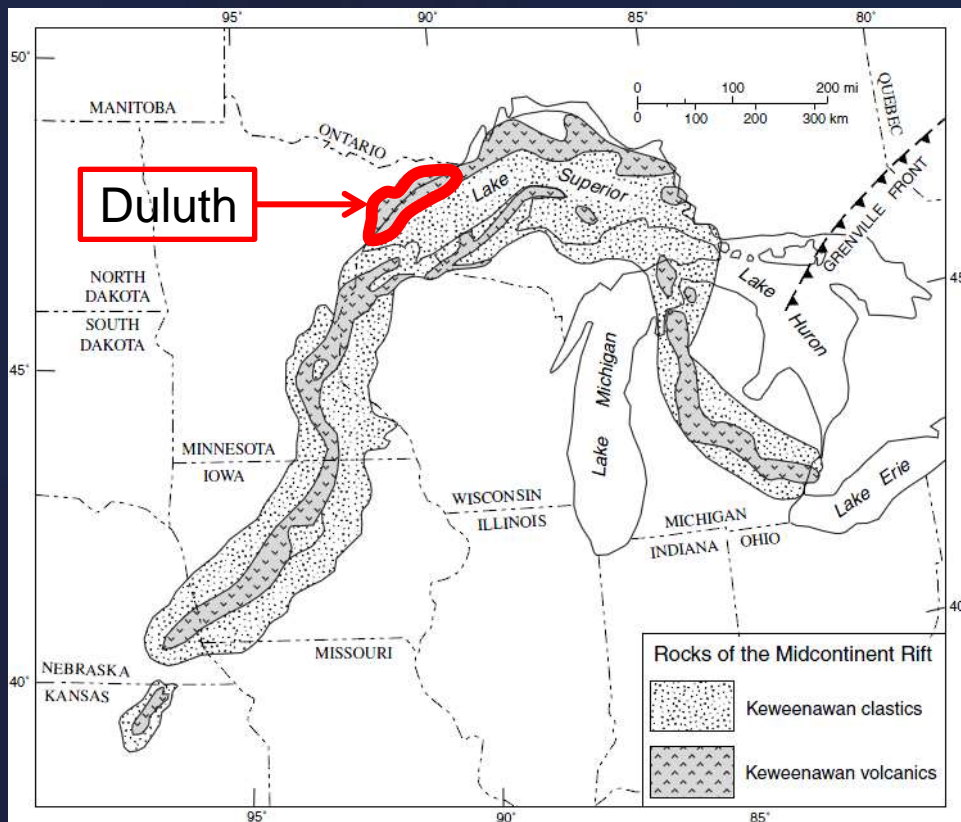 95˚
90˚
80˚
50˚
0 100 200 mi
0 100 200 300 km
QUEBEC
MANITOBA
ONTARIO
Duluth
Lake Superior
GRENVILLE FRONT
NORTH DAKOTA
SOUTH DAKOTA
Lake Huron
45
45˚
Lake Michigan
MINNESOTA
IOWA
WISCONSIN
ILLINOIS
MICHIGAN
INDIANA OHIO
Lake Erie
40
MISSOURI
NEBRASKA
KANSAS
40˚
Rocks of the Midcontinent Rift
Keweenawan clastics
Keweenawan volcanics
95˚
90˚
85˚